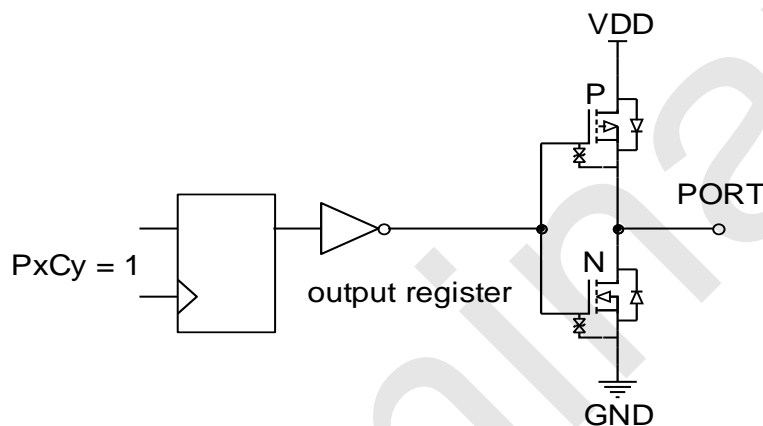 VDD
P
PORT
PxCy = 1
N
output register
GND